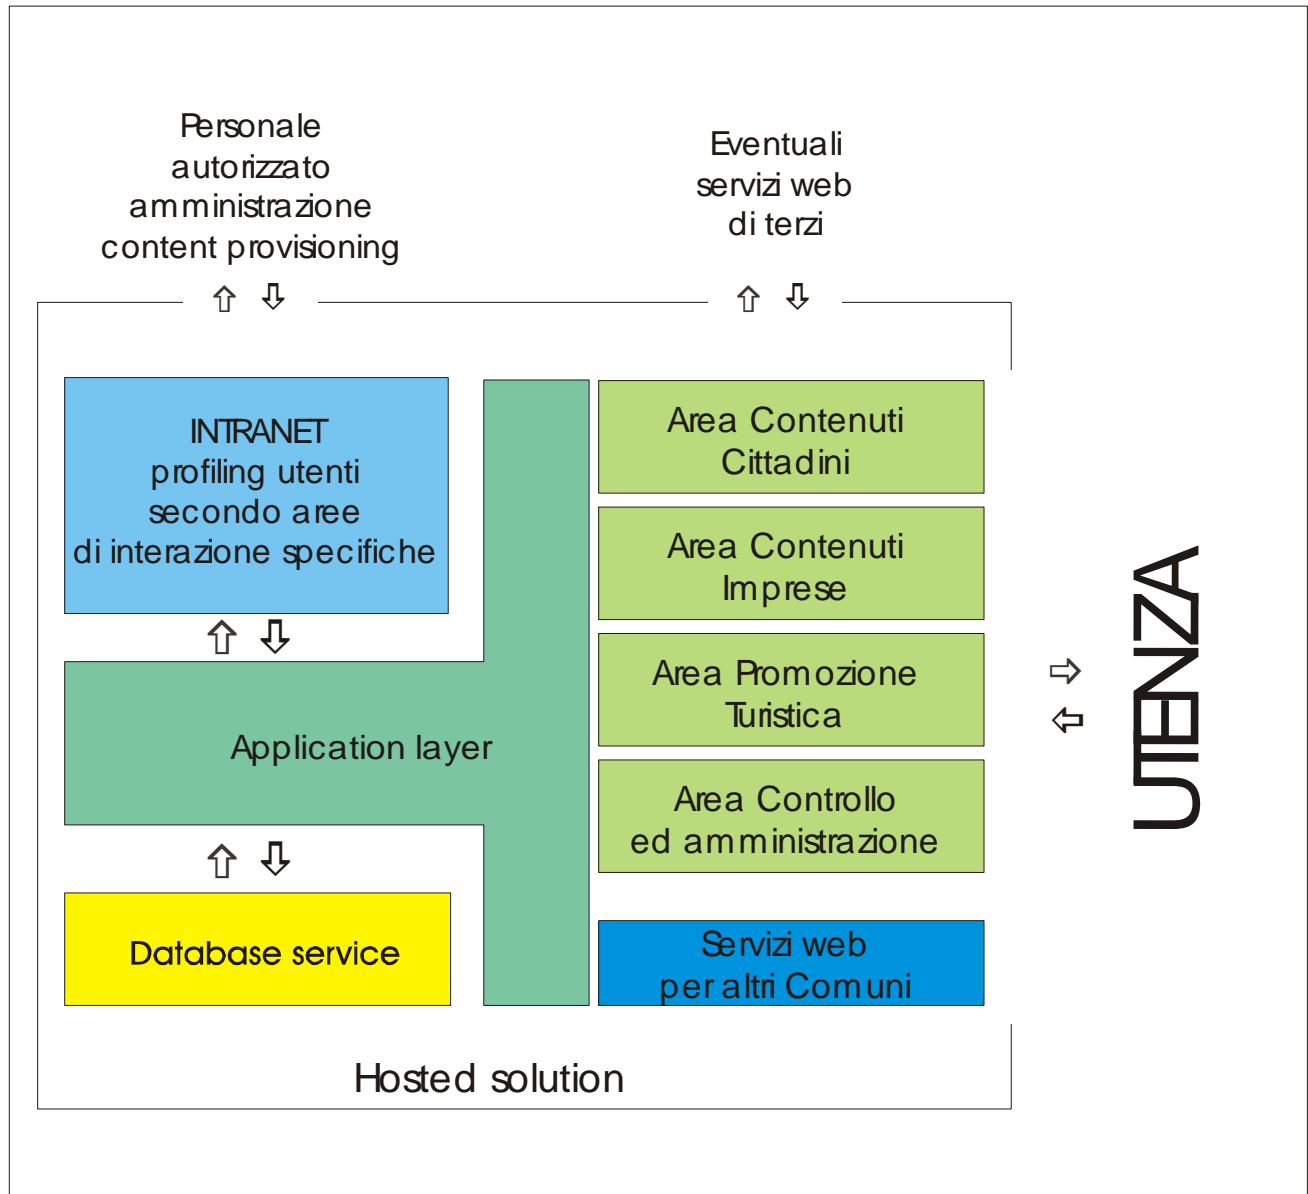 Personale
autorizzato
amministrazione
content provisioning
Eventuali
servizi web
di terzi
INTRANET
profiling utenti
secondo aree
di interazione specifiche
Application layer
Database service
Area Contenuti
Cittadini
Area Contenuti
Imprese
Area Promozione
Turistica
Area Controllo
ed amministrazione
Servizi web
per altri Comuni
UTENZA
Hosted solution